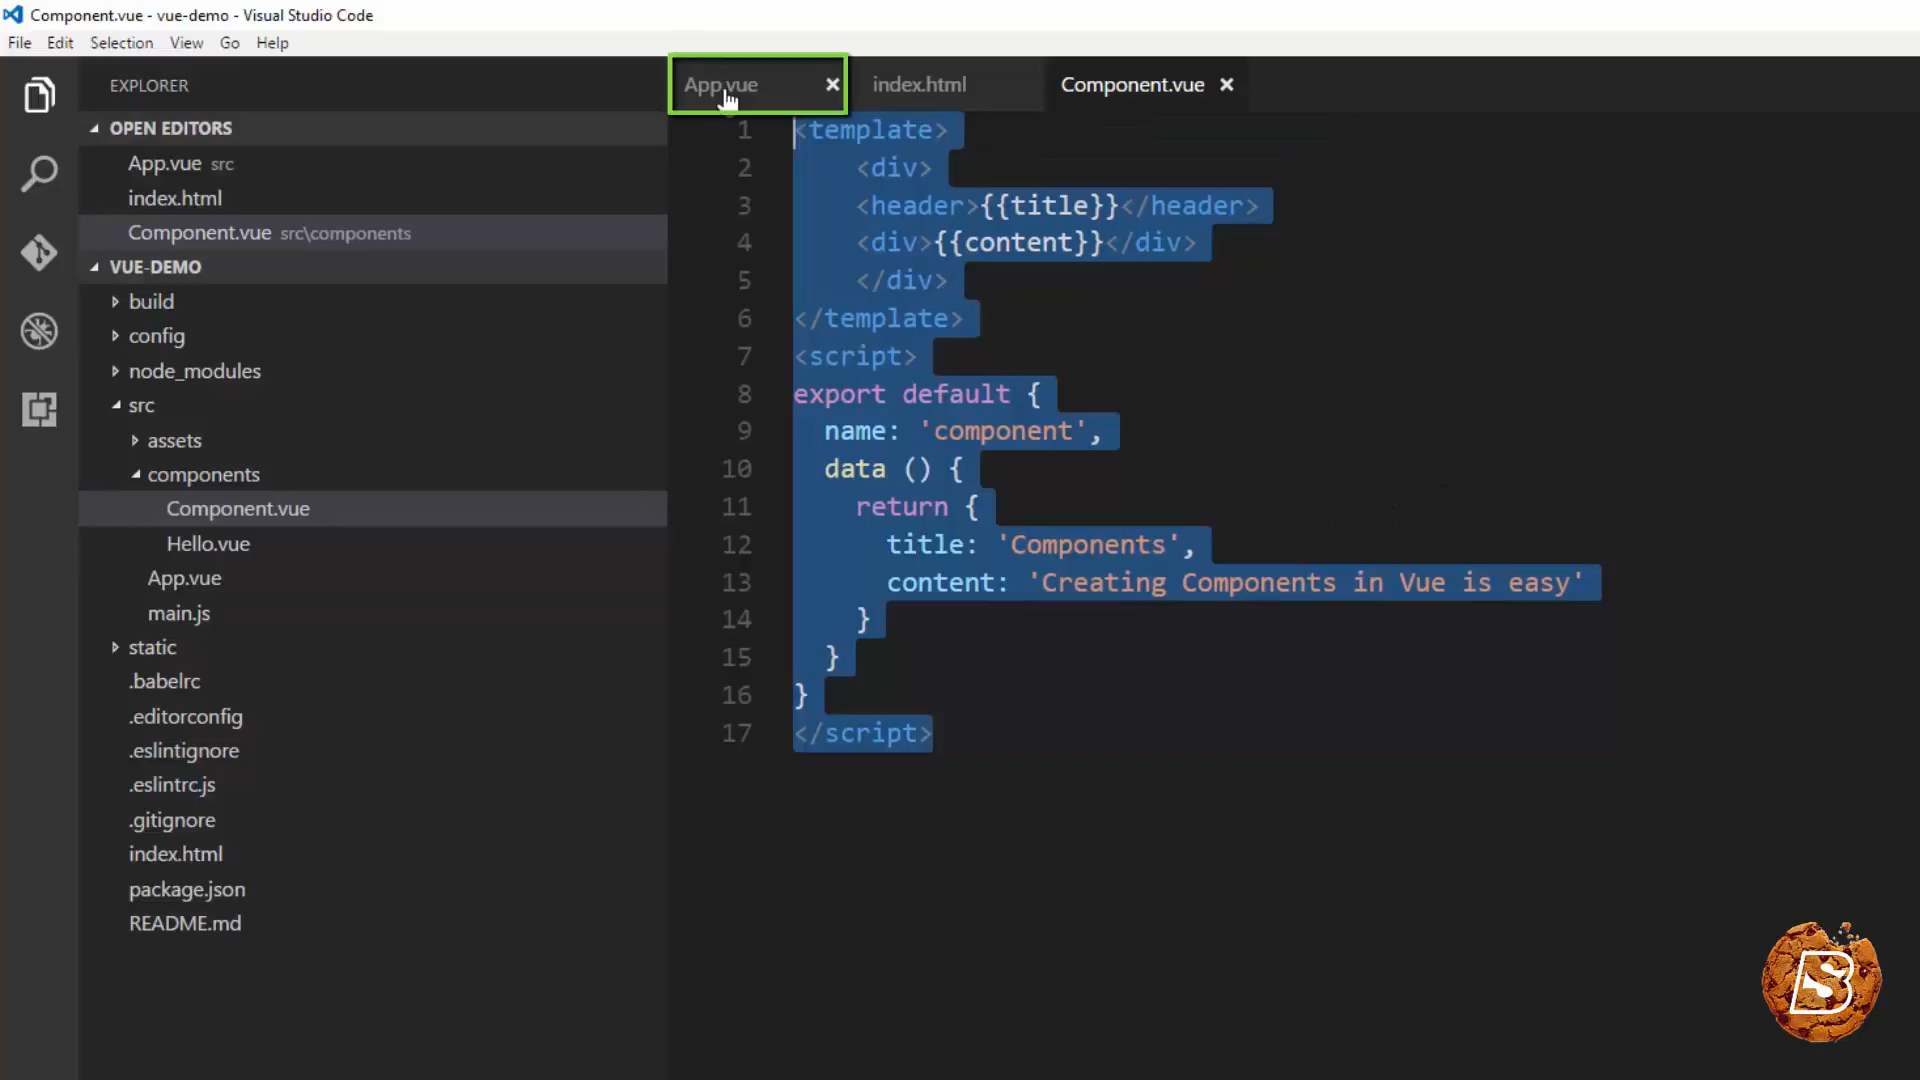 Component.vue - vue-demo - Visual Studio Code
File Edit Selection View Go Help
EXPLORER
OPEN EDITORS
App.vue src
index.html
Component.vue src\components
VUE-DEMO
build
config
node_modules
src
assets
components
Component.vue
Hello.vue
App.vue
main.js
static
.babelrc
.editorconfig
.eslintignore
.eslintrc.js
.gitignore
index.html
package.json
README.md
App.vue index.html Component.vue
1 <template>
2 <div>
3 <header>{{title}}</header>
4 <div>{{content}}</div>
5 </div>
6 </template>
7 <script>
8 export default {
9 name: 'component',
10 data () {
11 return {
12 title: 'Components',
13 content: 'Creating Components in Vue is easy'
14 }
15 }
16 }
17 </script>